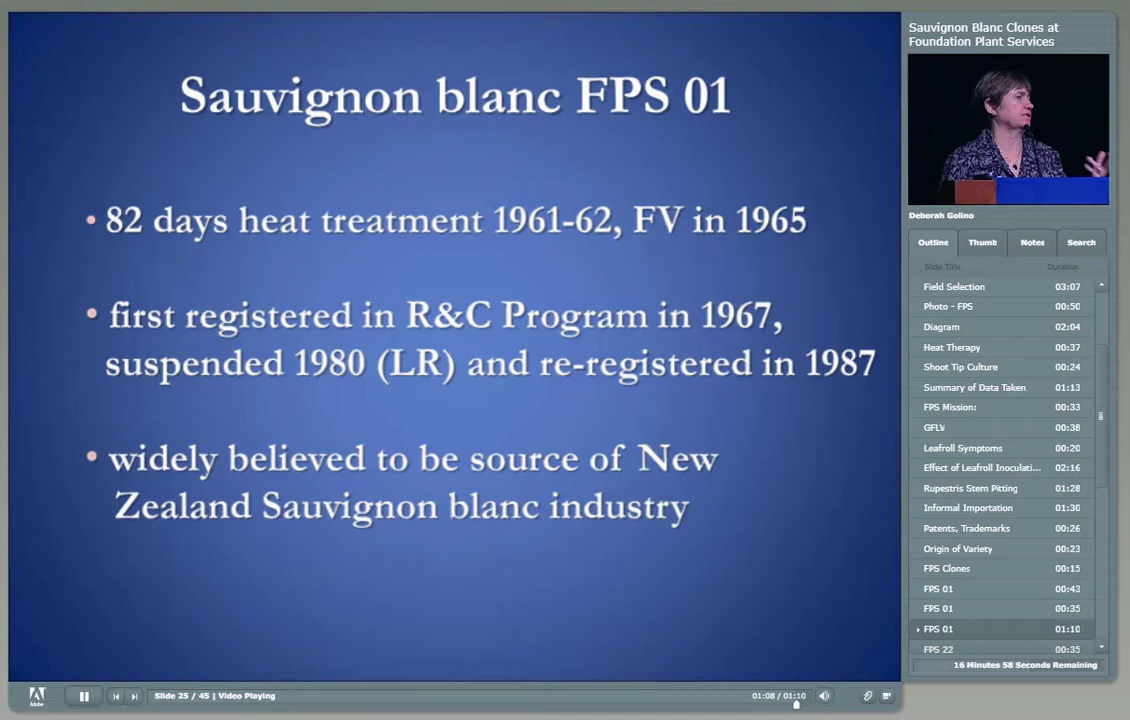 Sauvignon blanc FPS 01
• 82 days heat treatment 1961-62, FV in 1965
• first registered in R&C Program in 1967,
suspended 1980 (LR) and re-registered in 1987
• widely believed to be source of New
Zealand Sauvignon blanc industry
Sauvignon Blanc Clones at
Foundation Plant Services
Deborah Golino
Outline Thumb Notes Search
Slide Title Duration
Field Selection 03:07
Photo - FPS 00:50
Diagram 02:04
Heat Therapy 00:37
Shoot Tip Culture 00:24
Summary of Data Taken 01:13
FPS Mission: 00:33
GFLV 00:38
Leafroll Symptoms 00:20
Effect of Leafroll Inoculati... 02:16
Rupestris Stem Pitting 01:28
Informal Importation 01:30
Patents, Trademarks 00:26
Origin of Variety 00:23
FPS Clones 00:15
FPS 01 00:43
FPS 01 00:35
FPS 01 01:10
FPS 22 00:35
16 Minutes 58 Seconds Remaining
Adobe
Slide 25 / 45 | Video Playing
01:08 / 01:10